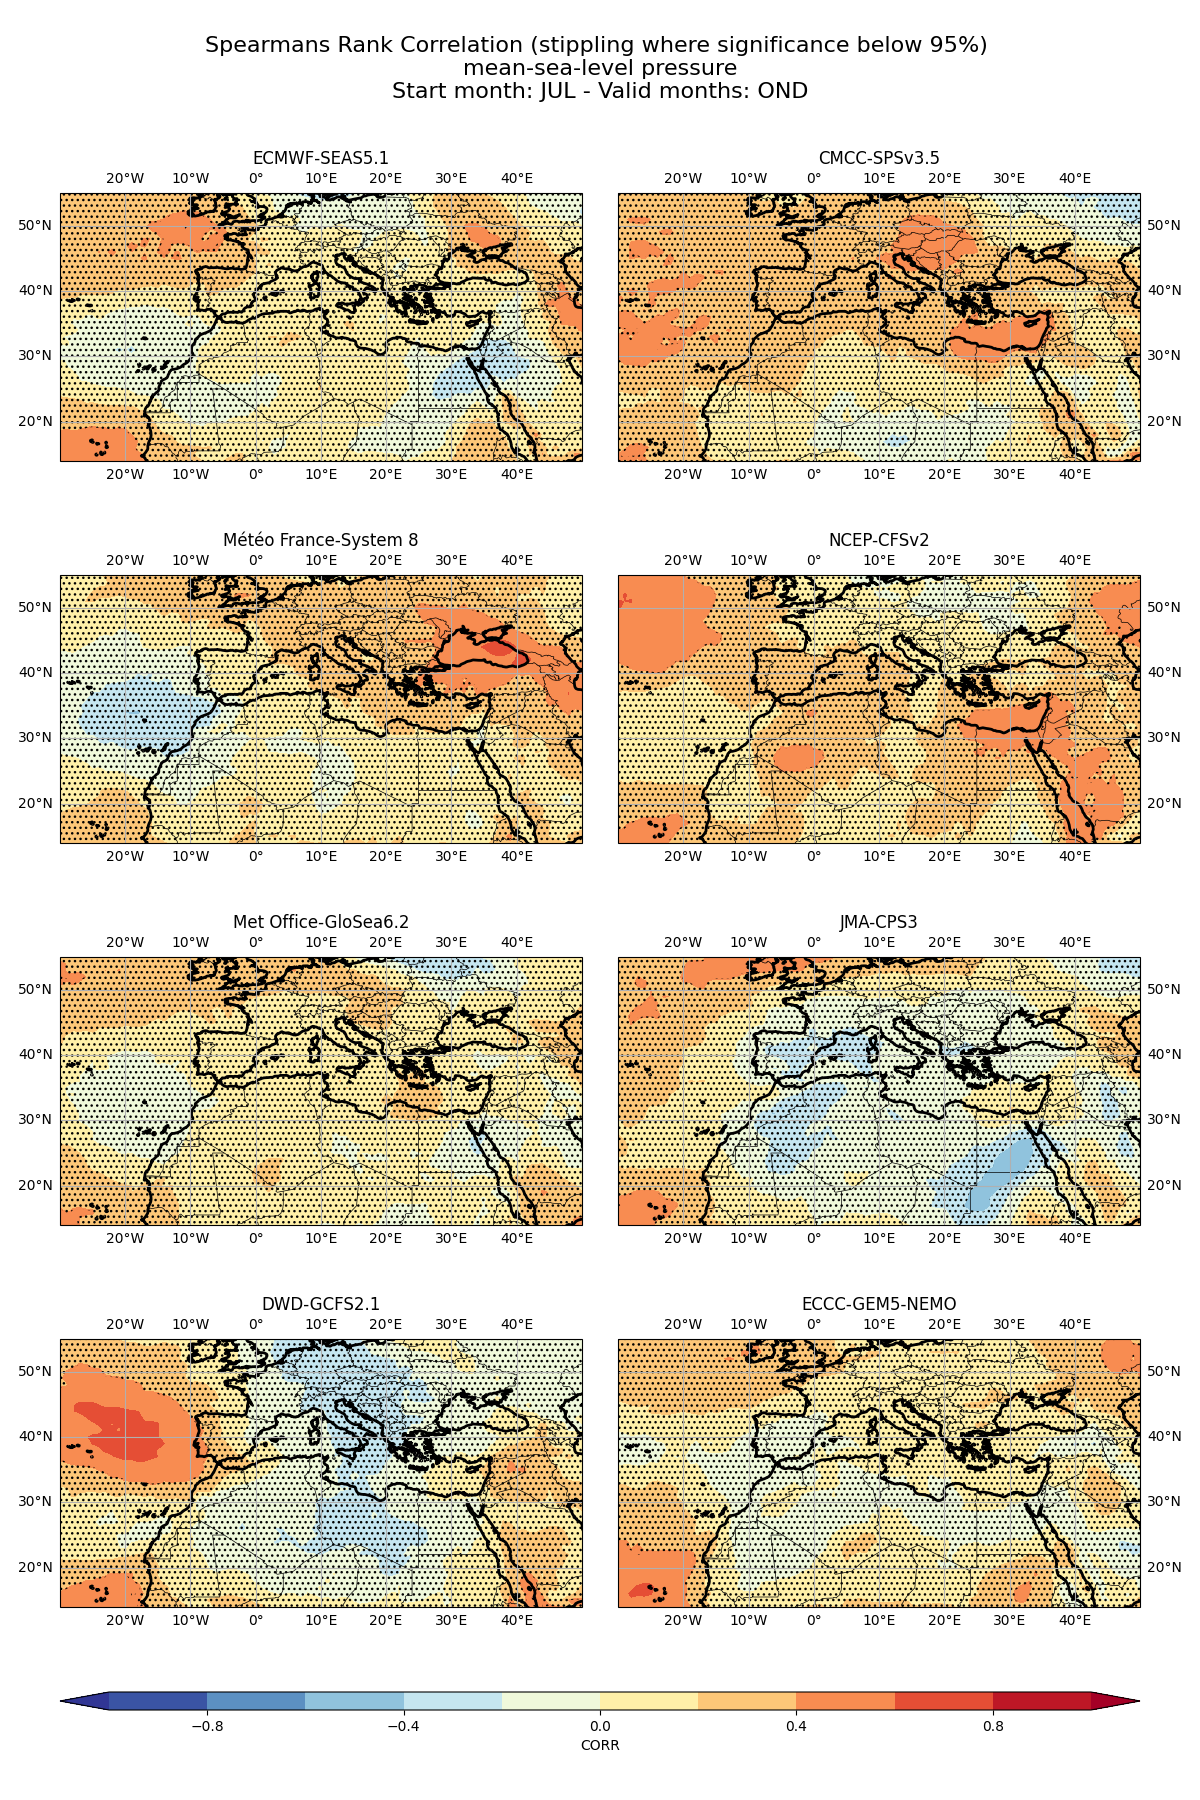 Spearmans Rank Correlation (stippling where significance below 95%)
mean-sea-level pressure
Start month: JUL - Valid months: OND
ECMWF-SEAS5.1
CMCC-SPSv3.5
20°W 10°W 0° 10°E 20°E 30°E 40°E
20°W 10°W 0° 10°E 20°E 30°E 40°E
50°N
50°N
40°N
40°N
30°N
30°N
20°N
20°N
20°W 10°W 0° 10°E 20°E 30°E 40°E
20°W 10°W 0° 10°E 20°E 30°E 40°E
Météo France-System 8
NCEP-CFSv2
20°W 10°W 0° 10°E 20°E 30°E 40°E
20°W 10°W 0° 10°E 20°E 30°E 40°E
50°N
50°N
40°N
40°N
30°N
30°N
20°N
20°N
20°W 10°W 0° 10°E 20°E 30°E 40°E
20°W 10°W 0° 10°E 20°E 30°E 40°E
Met Office-GloSea6.2
JMA-CPS3
20°W 10°W 0° 10°E 20°E 30°E 40°E
20°W 10°W 0° 10°E 20°E 30°E 40°E
50°N
50°N
40°N
40°N
30°N
30°N
20°N
20°N
20°W 10°W 0° 10°E 20°E 30°E 40°E
20°W 10°W 0° 10°E 20°E 30°E 40°E
DWD-GCFS2.1
ECCC-GEM5-NEMO
20°W 10°W 0° 10°E 20°E 30°E 40°E
20°W 10°W 0° 10°E 20°E 30°E 40°E
50°N
50°N
40°N
40°N
30°N
30°N
20°N
20°N
20°W 10°W 0° 10°E 20°E 30°E 40°E
20°W 10°W 0° 10°E 20°E 30°E 40°E
−0.8 −0.4 0.0 0.4 0.8
CORR